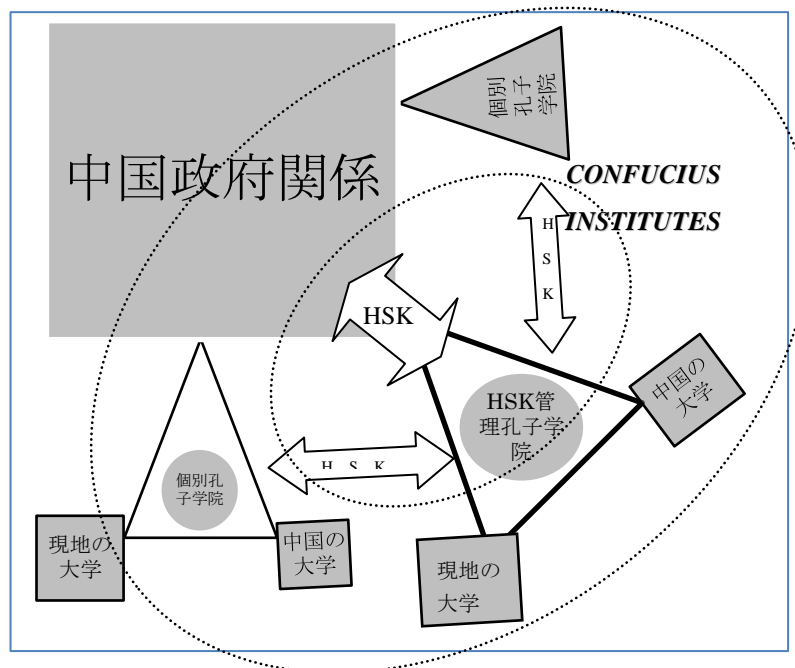 中国政府関係
個別
孔子
学院
CONFUCIUS
INSTITUTES
H
S
K
HSK
中国の
大学
HSK管
理孔子学
院
H S K
個別孔
子学院
現地の
大学
中国の
大学
現地の
大学